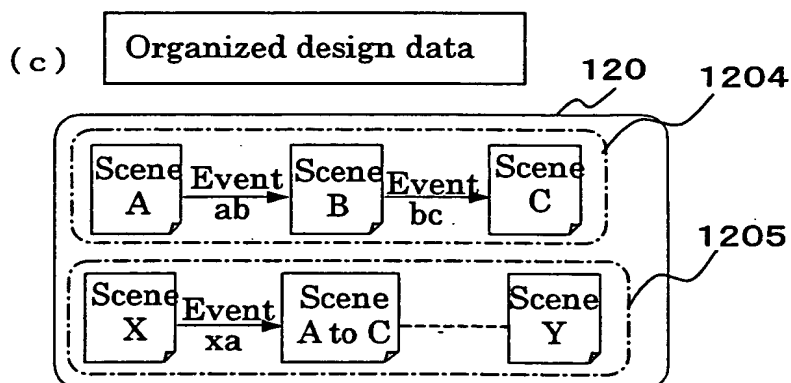 (c) Organized design data
120
1204
Scene A Event ab Scene B Event bc Scene C
1205
Scene X Event xa Scene A to C Scene Y